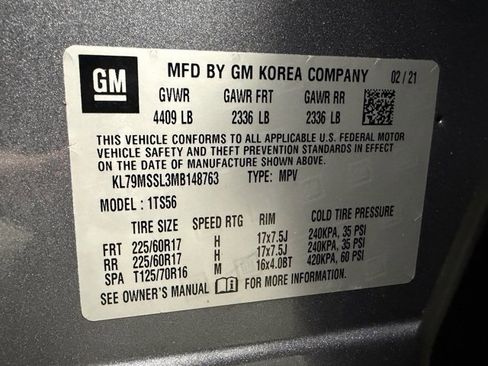 GM MFD BY GM KOREA COMPANY 02/21
GVWR GAWR FRT GAWR RR
4409 LB 2336 LB 2336 LB
THIS VEHICLE CONFORMS TO ALL APPLICABLE U.S. FEDERAL MOTOR
VEHICLE SAFETY AND THEFT PREVENTION STANDARDS IN EFFECT
ON THE DATE OF MANUFACTURE SHOWN ABOVE.
KL79MSSL3MB148763 TYPE: MPV
MODEL :1TS56
TIRE SIZE SPEED RTG RIM COLD TIRE PRESSURE
FRT 225/60R17 H 17x7.5J 240KPA, 35 PSI
RR 225/60R17 H 17x7.5J 240KPA, 35 PSI
SPA T125/70R16 M 16x4.0BT 420KPA, 60 PSI
SEE OWNER'S MANUAL FOR MORE INFORMATION.